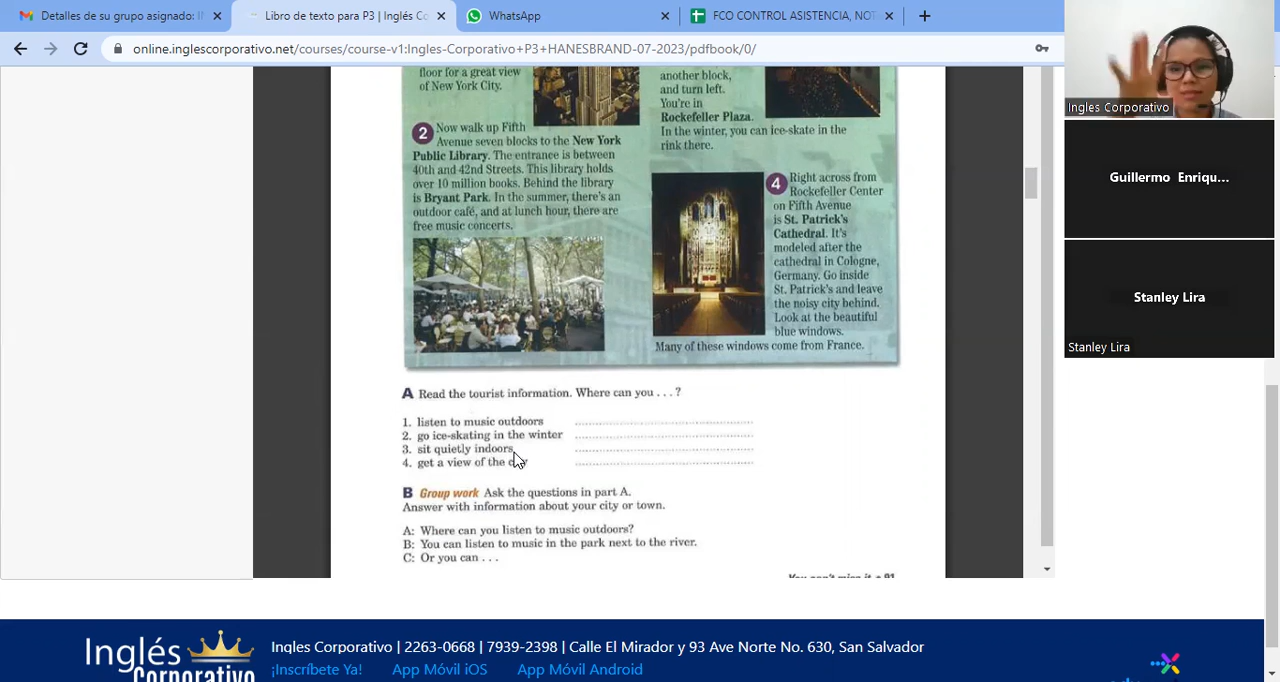 Detalles de su grupo asignado: I
Libro de texto para P3 | Inglés Co
WhatsApp
FCO CONTROL ASISTENCIA, NOT
online.inglescorporativo.net/courses/course-v1:Ingles-Corporativo+P3+HANESBRAND-07-2023/pdfbook/0/
Ingles Corporativo
Guillermo Enriqu...
Stanley Lira
Stanley Lira
floor for a great view
of New York City.
2 Now walk up Fifth
Avenue seven blocks to the New York
Public Library. The entrance is between
40th and 42nd Streets. This library holds
over 10 million books. Behind the library
is Bryant Park. In the summer, there's an
outdoor café, and at lunch hour, there are
free music concerts.
another block,
and turn left.
You're in
Rockefeller Plaza.
In the winter, you can ice-skate in the
rink there.
4 Right across from
Rockefeller Center
on Fifth Avenue
is St. Patrick's
Cathedral. It's
modeled after the
cathedral in Cologne,
Germany. Go inside
St. Patrick's and leave
the noisy city behind.
Look at the beautiful
blue windows.
Many of these windows come from France.
A Read the tourist information. Where can you . . . ?
1. listen to music outdoors
2. go ice-skating in the winter
3. sit quietly indoors
4. get a view of the
B Group work Ask the questions in part A.
Answer with information about your city or town.
A: Where can you listen to music outdoors?
B: You can listen to music in the park next to the river.
C: Or you can . . .
You can't miss it • 91
Inglés
Corporativo
Ingles Corporativo | 2263-0668 | 7939-2398 | Calle El Mirador y 93 Ave Norte No. 630, San Salvador
¡Inscríbete Ya! App Móvil iOS App Móvil Android